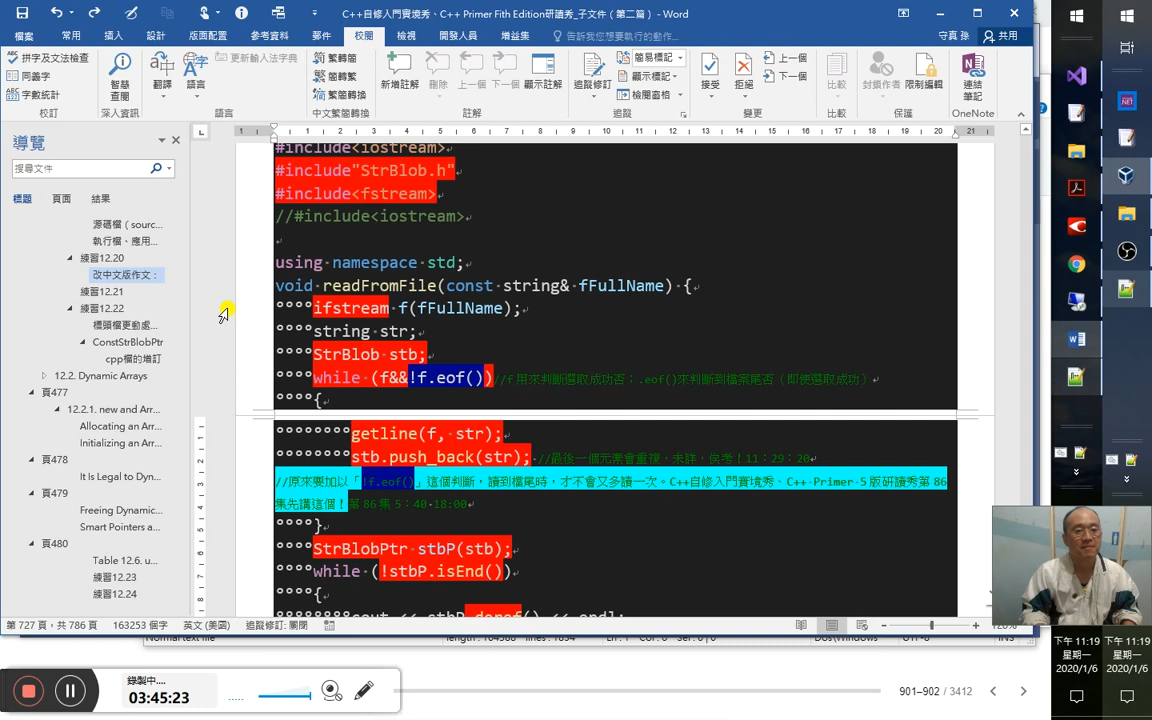 C++自修入門實境秀、C++ Primer Fith Edition研讀秀_子文件（第二篇） - Word
檔案 常用 插入 設計 版面配置 參考資料 郵件 校閱 檢視 開發人員 增益集 告訴我您想要執行的動作... 守真 孫 共用
拼字及文法檢查
同義字
字數統計
校訂
智慧查閱
深入資訊
翻譯
語言
更新輸入法字典
語言
繁轉簡
簡轉繁
繁簡轉換
中文繁簡轉換
新增註解
刪除
上一個
下一個
顯示註解
註解
追蹤修訂
簡易標記
顯示標記
檢閱窗格
追蹤
接受
拒絕
上一個
下一個
變更
比較
比較
封鎖作者
限制編輯
保護
連結筆記
OneNote
導覽
搜尋文件
標題 頁面 結果
源碼檔（sourc...
執行檔、應用...
練習12.20
改中文版作文：
練習12.21
練習12.22
標頭檔更動處...
ConstStrBlobPtr
cpp檔的增訂
12.2. Dynamic Arrays
頁477
12.2.1. new and Arr...
Allocating an Arr...
Initializing an Arr...
頁478
It Is Legal to Dyn...
頁479
Freeing Dynamic...
Smart Pointers a...
頁480
Table 12.6. u...
練習12.23
練習12.24
#include<iostream>
#include"StrBlob.h"
#include<fstream>
//#include<iostream>
using namespace std;
void readFromFile(const string& fFullName) {
ifstream f(fFullName);
string str;
StrBlob stb;
while (f&&!f.eof())//f 用來判斷選取成功否；.eof()來判斷到檔案尾否（即使選取成功）
{
getline(f, str);
stb.push_back(str);//最後一個元素會重複，未詳，俟考！11：29：20
//原來要加以「!f.eof()」這個判斷，讀到檔尾時，才不會又多讀一次。C++自修入門實境秀、C++ Primer 5 版研讀秀第 86
集先講這個！第 86 集 5：40-18:00
}
StrBlobPtr stbP(stb);
while (!stbP.isEnd())
{
第 727 頁，共 786 頁 163253 個字 英文 (美國) 追蹤修訂: 關閉 120%
錄製中....
03:45:23
901–902 / 3412
下午 11:19
星期一
2020/1/6
下午 11:19
星期一
2020/1/6